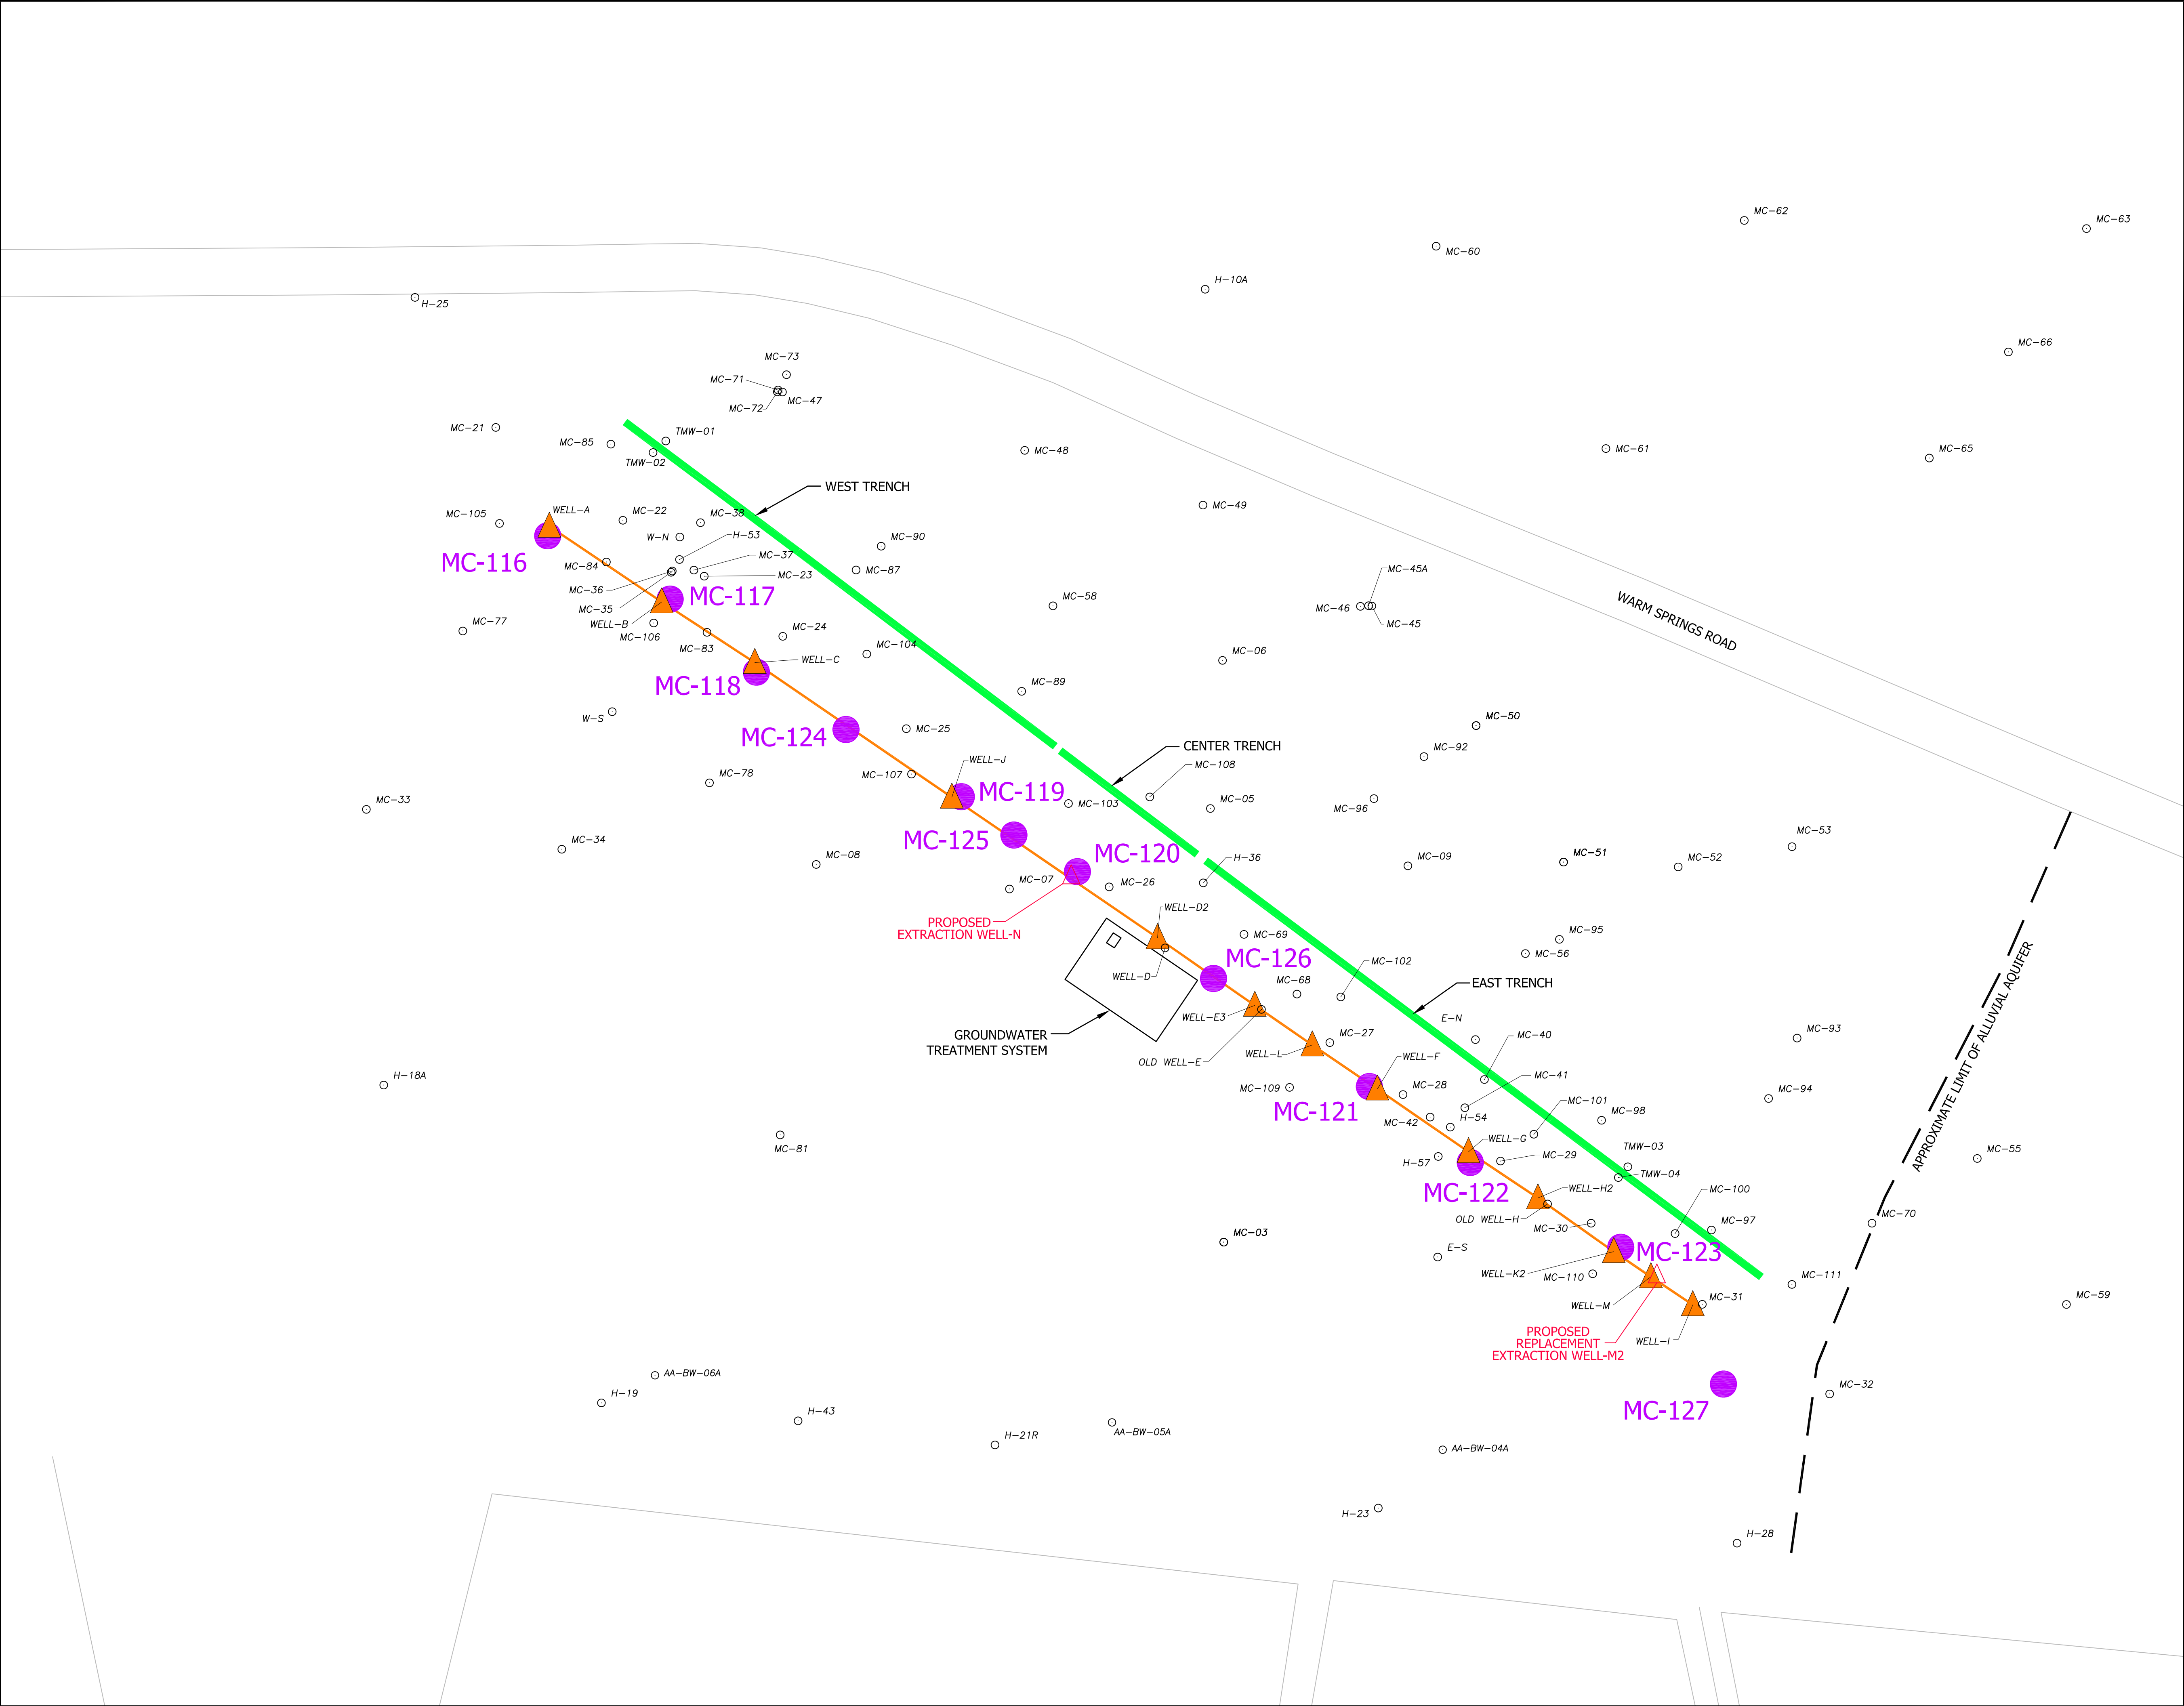 MC-62
MC-63
MC-60
H-10A
H-25
MC-66
MC-73
MC-71
MC-47
MC-72
MC-21
TMW-01
MC-85
TMW-02
MC-48
MC-61
MC-65
WEST TRENCH
MC-49
WELL-A
MC-105
MC-22
MC-38
W-N
H-53
MC-90
MC-116
MC-37
MC-84
MC-87
MC-23
MC-45A
MC-36
MC-117
MC-35
MC-58
MC-46
MC-45
WARM SPRINGS ROAD
WELL-B
MC-106
MC-77
MC-24
MC-83
MC-104
WELL-C
MC-06
MC-118
MC-89
W-S
MC-50
MC-25
MC-124
CENTER TRENCH
MC-92
WELL-J
MC-108
MC-107
MC-78
MC-119
MC-33
MC-103
MC-05
MC-96
MC-53
MC-34
MC-125
MC-120
MC-08
H-36
MC-09
MC-51
MC-52
MC-07
MC-26
WELL-D2
PROPOSED
EXTRACTION WELL-N
MC-69
MC-95
MC-56
MC-126
MC-102
WELL-D
MC-68
EAST TRENCH
APPROXIMATE LIMIT OF ALLUVIAL AQUIFER
WELL-E3
E-N
GROUNDWATER
TREATMENT SYSTEM
MC-27
MC-40
MC-93
OLD WELL-E
WELL-L
WELL-F
H-18A
MC-109
MC-28
MC-41
MC-94
MC-121
MC-101
MC-42
H-54
MC-98
MC-81
WELL-G
TMW-03
H-57
MC-29
MC-55
TMW-04
MC-122
WELL-H2
MC-100
OLD WELL-H
MC-30
MC-97
MC-70
MC-03
E-S
MC-123
WELL-K2
MC-110
MC-111
WELL-M
MC-31
MC-59
PROPOSED
REPLACEMENT
EXTRACTION WELL-M2
WELL-I
AA-BW-06A
H-19
MC-32
MC-127
H-43
AA-BW-05A
H-21R
AA-BW-04A
H-23
H-28